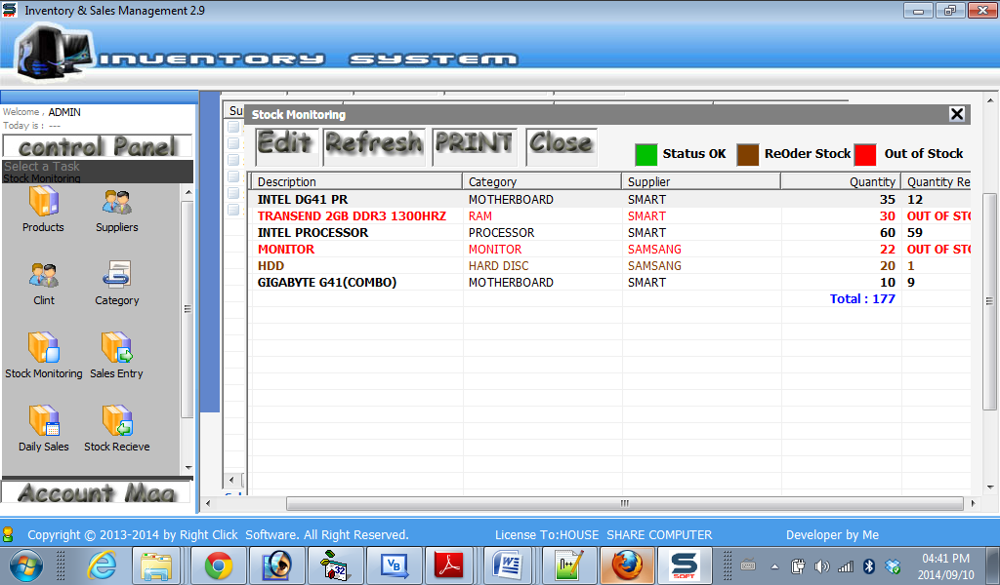 Inventory & Sales Management 2.9
INVENTORY SYSTEM
Welcome , ADMIN
Today is : ---
control Panel
Select a Task
Stock Monitoring
Products Suppliers
Clint Category
Stock Monitoring Sales Entry
Daily Sales Stock Recieve
Su
Stock Monitoring
Edit Refresh PRINT Close
Status OK ReOder Stock Out of Stock
Description Category Supplier Quantity Quantity Re
INTEL DG41 PR MOTHERBOARD SMART 35 12
TRANSEND 2GB DDR3 1300HRZ RAM SMART 30 OUT OF STO
INTEL PROCESSOR PROCESSOR SMART 60 59
MONITOR MONITOR SAMSANG 22 OUT OF STO
HDD HARD DISC SAMSANG 20 1
GIGABYTE G41(COMBO) MOTHERBOARD SMART 10 9
Total : 177
Copyright © 2013-2014 by Right Click Software. All Right Reserved. License To:HOUSE SHARE COMPUTER Developer by Me
04:41 PM
2014/09/10